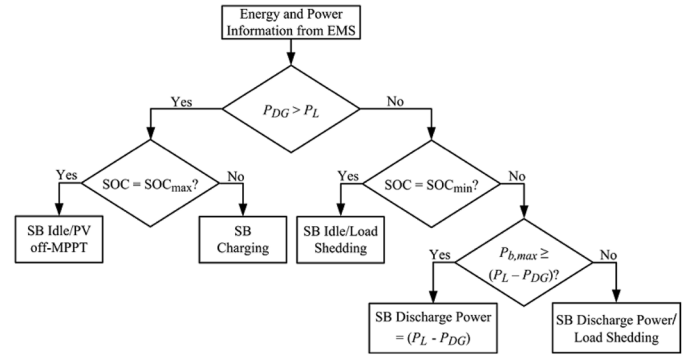 Energy and Power
Information from EMS
Yes
No
P_DG > P_L
Yes
SOC = SOC_max?
No
Yes
SOC = SOC_min?
No
SB Idle/PV
off-MPPT
SB
Charging
SB Idle/Load
Shedding
Yes
P_b,max ≥
(P_L – P_DG)?
No
SB Discharge Power
= (P_L - P_DG)
SB Discharge Power/
Load Shedding